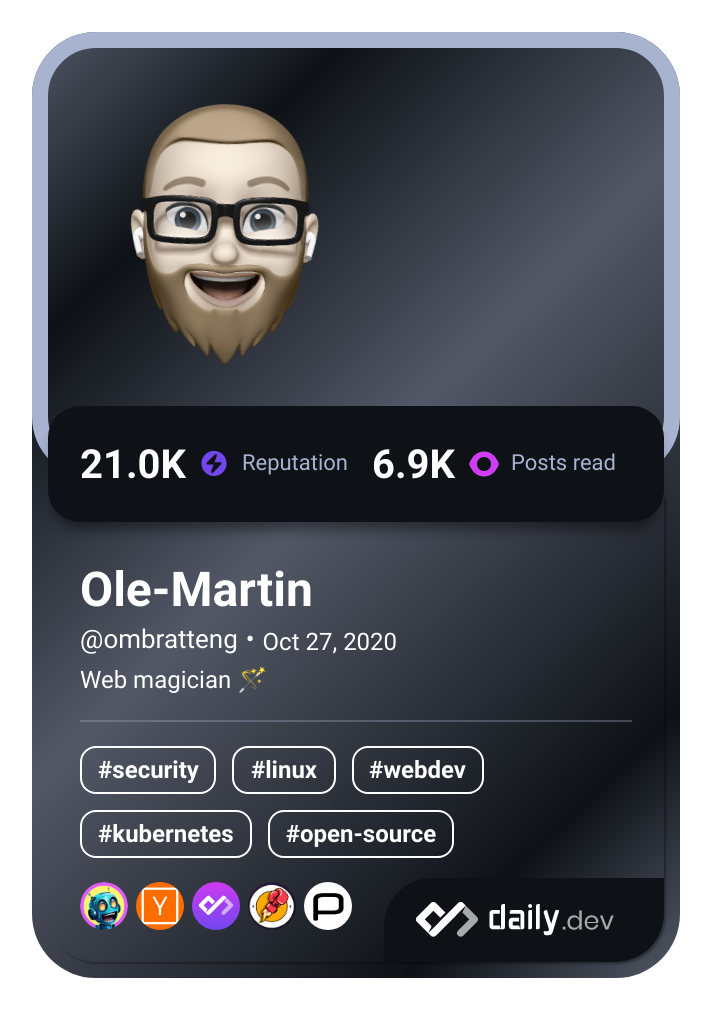 21.0K Reputation 6.9K Posts read
Ole-Martin
@ombratteng • Oct 27, 2020
Web magician 🪄
#security #linux #webdev
#kubernetes #open-source
Y
daily.dev